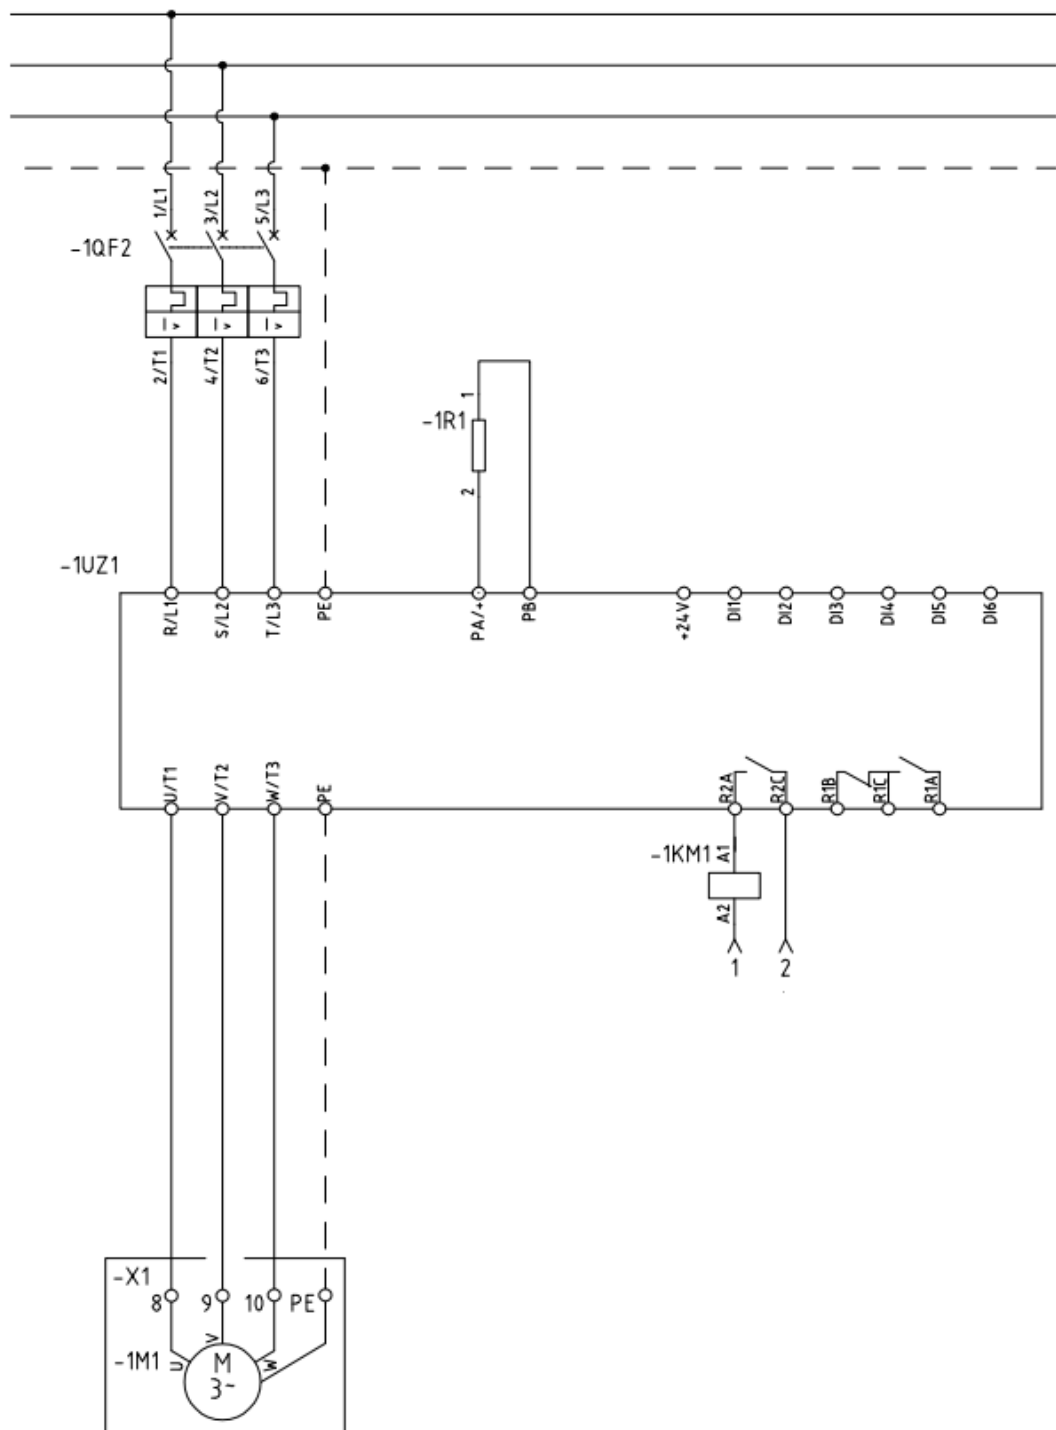 1/L1 3/L2 5/L3
-1QF2
I> I> I>
2/T1 4/T2 6/T3
1
-1R1
2
-1UZ1
R/L1 S/L2 T/L3 PE PA/+ PB +24V DI1 DI2 DI3 DI4 DI5 DI6
U/T1 V/T2 W/T3 PE R2A R2C R1B R1C R1A
-1KM1 A1
A2
1 2
-X1
8 9 10 PE
V
-1M1 U M W
3~